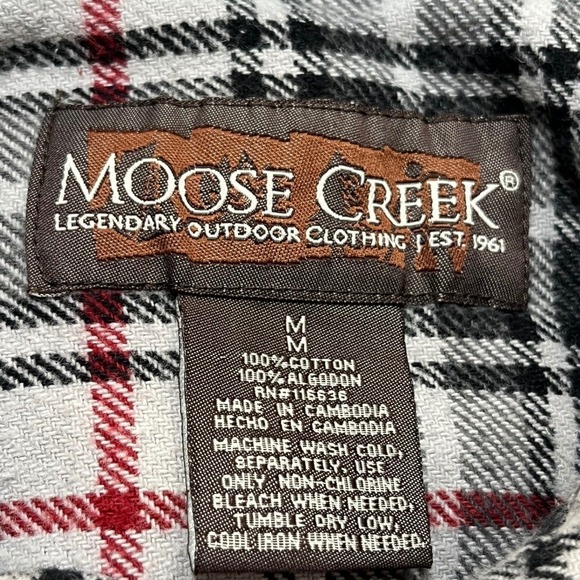 MOOSE CREEK®
LEGENDARY OUTDOOR CLOTHING | EST. 1961
M
M
100% COTTON
100% ALGODON
RN#116636
MADE IN CAMBODIA
HECHO EN CAMBODIA
MACHINE WASH COLD,
SEPARATELY. USE
ONLY NON-CHLORINE
BLEACH WHEN NEEDED,
TUMBLE DRY LOW,
COOL IRON WHEN NEEDED.